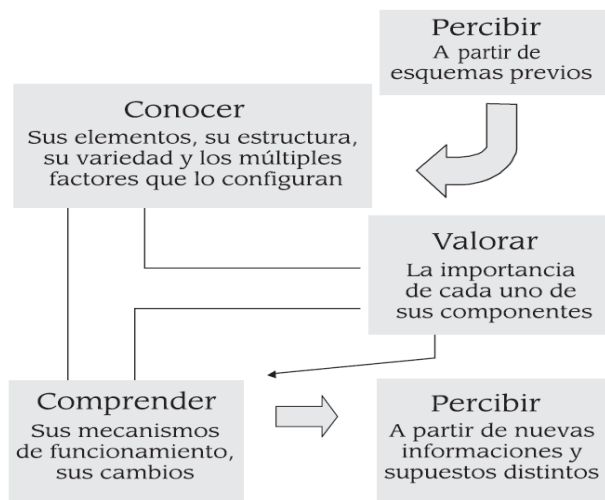 Percibir
A partir de
esquemas previos
Conocer
Sus elementos, su estructura,
su variedad y los múltiples
factores que lo configuran
Valorar
La importancia
de cada uno de
sus componentes
Comprender
Sus mecanismos
de funcionamiento,
sus cambios
Percibir
A partir de nuevas
informaciones y
supuestos distintos